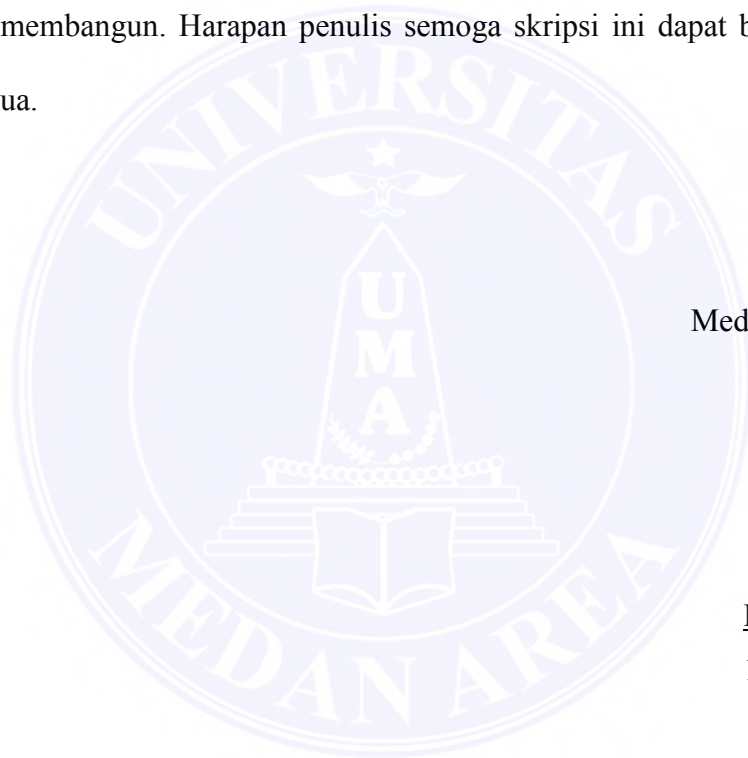 membangun. Harapan penulis semoga skripsi ini dapat
ua.
UNIVERSITAS
UMA
Med
MEDAN AREA